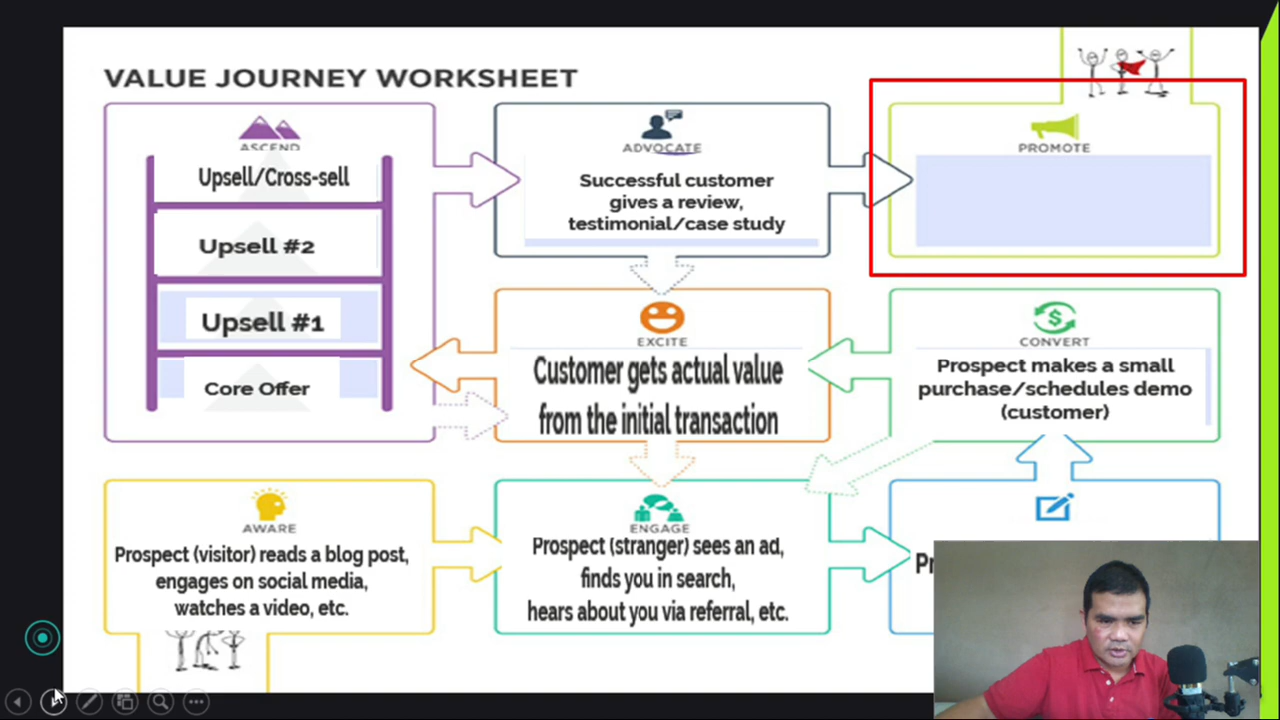 VALUE JOURNEY WORKSHEET
ASCEND
Upsell/Cross-sell
Upsell #2
Upsell #1
Core Offer
ADVOCATE
Successful customer
gives a review,
testimonial/case study
PROMOTE
EXCITE
Customer gets actual value
from the initial transaction
CONVERT
Prospect makes a small
purchase/schedules demo
(customer)
AWARE
Prospect (visitor) reads a blog post,
engages on social media,
watches a video, etc.
ENGAGE
Prospect (stranger) sees an ad,
finds you in search,
hears about you via referral, etc.